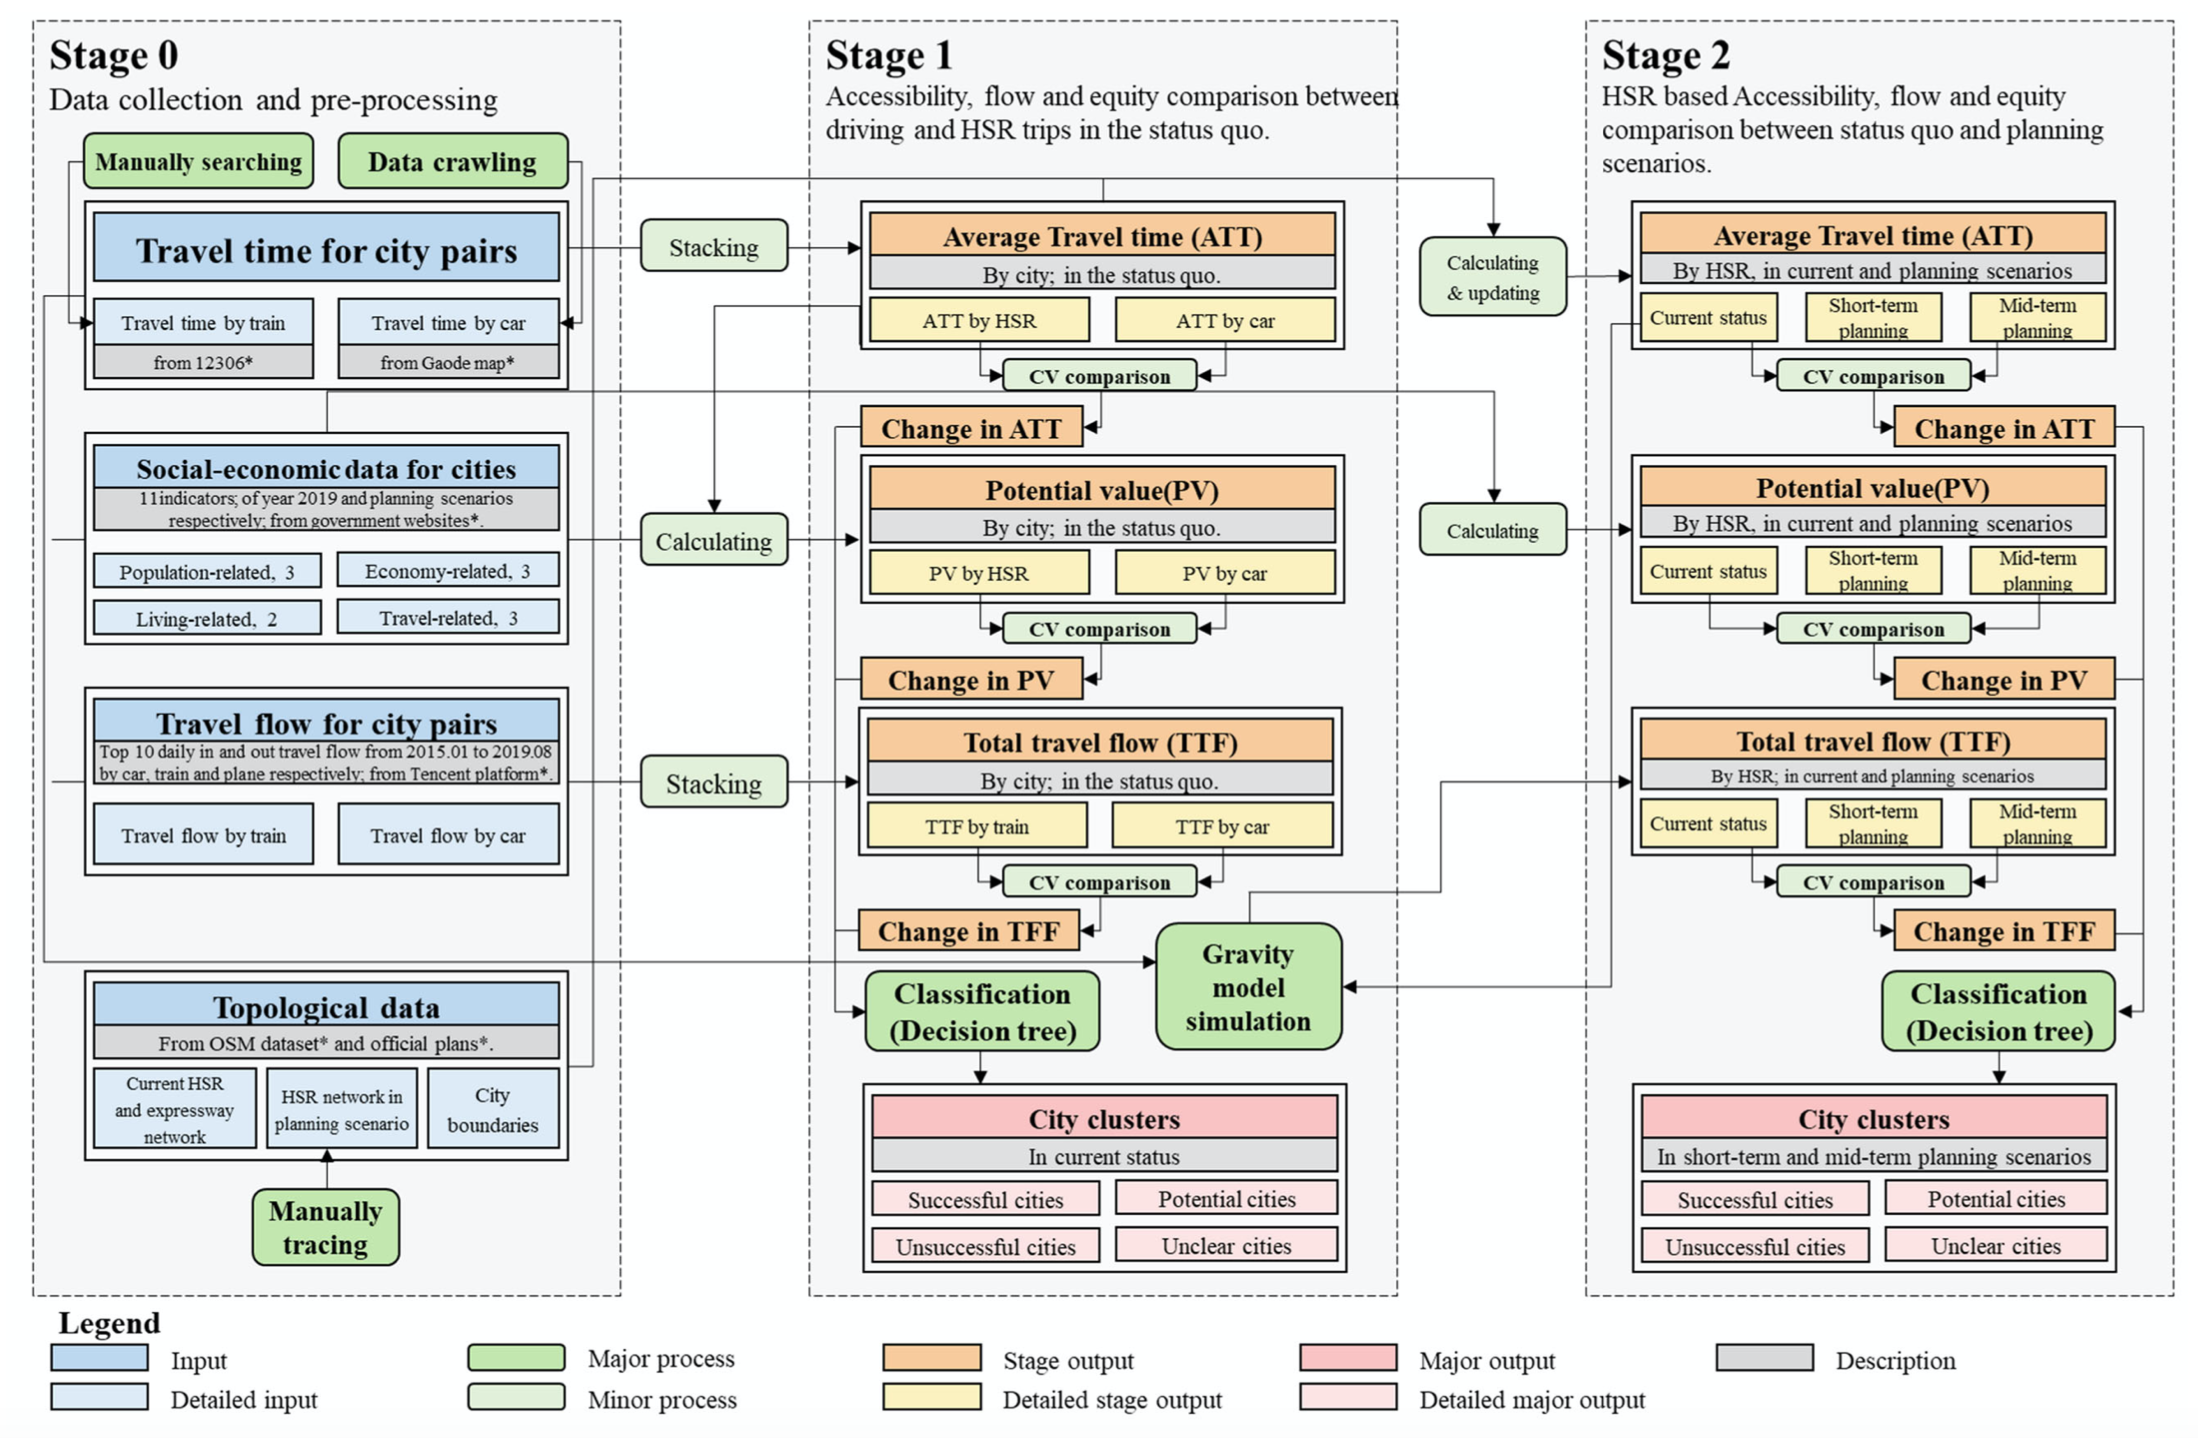 Stage 0
Data collection and pre-processing
Manually searching
Data crawling
Travel time for city pairs
Travel time by train
from 12306*
Travel time by car
from Gaode map*
Social-economic data for cities
11 indicators; of year 2019 and planning scenarios
respectively; from government websites*.
Population-related, 3
Economy-related, 3
Living-related, 2
Travel-related, 3
Travel flow for city pairs
Top 10 daily in and out travel flow from 2015.01 to 2019.08
by car, train and plane respectively; from Tencent platform*.
Travel flow by train
Travel flow by car
Topological data
From OSM dataset* and official plans*.
Current HSR
and expressway
network
HSR network in
planning scenario
City
boundaries
Manually
tracing
Stacking
Calculating
Stacking
Stage 1
Accessibility, flow and equity comparison between
driving and HSR trips in the status quo.
Average Travel time (ATT)
By city; in the status quo.
ATT by HSR
ATT by car
CV comparison
Change in ATT
Potential value(PV)
By city; in the status quo.
PV by HSR
PV by car
CV comparison
Change in PV
Total travel flow (TTF)
By city; in the status quo.
TTF by train
TTF by car
CV comparison
Change in TFF
Gravity
model
simulation
Classification
(Decision tree)
City clusters
In current status
Successful cities
Potential cities
Unsuccessful cities
Unclear cities
Calculating
& updating
Calculating
Stage 2
HSR based Accessibility, flow and equity
comparison between status quo and planning
scenarios.
Average Travel time (ATT)
By HSR, in current and planning scenarios
Current status
Short-term
planning
Mid-term
planning
CV comparison
Change in ATT
Potential value(PV)
By HSR, in current and planning scenarios
Current status
Short-term
planning
Mid-term
planning
CV comparison
Change in PV
Total travel flow (TTF)
By HSR; in current and planning scenarios
Current status
Short-term
planning
Mid-term
planning
CV comparison
Change in TFF
Classification
(Decision tree)
City clusters
In short-term and mid-term planning scenarios
Successful cities
Potential cities
Unsuccessful cities
Unclear cities
Legend
Input
Major process
Stage output
Major output
Description
Detailed input
Minor process
Detailed stage output
Detailed major output